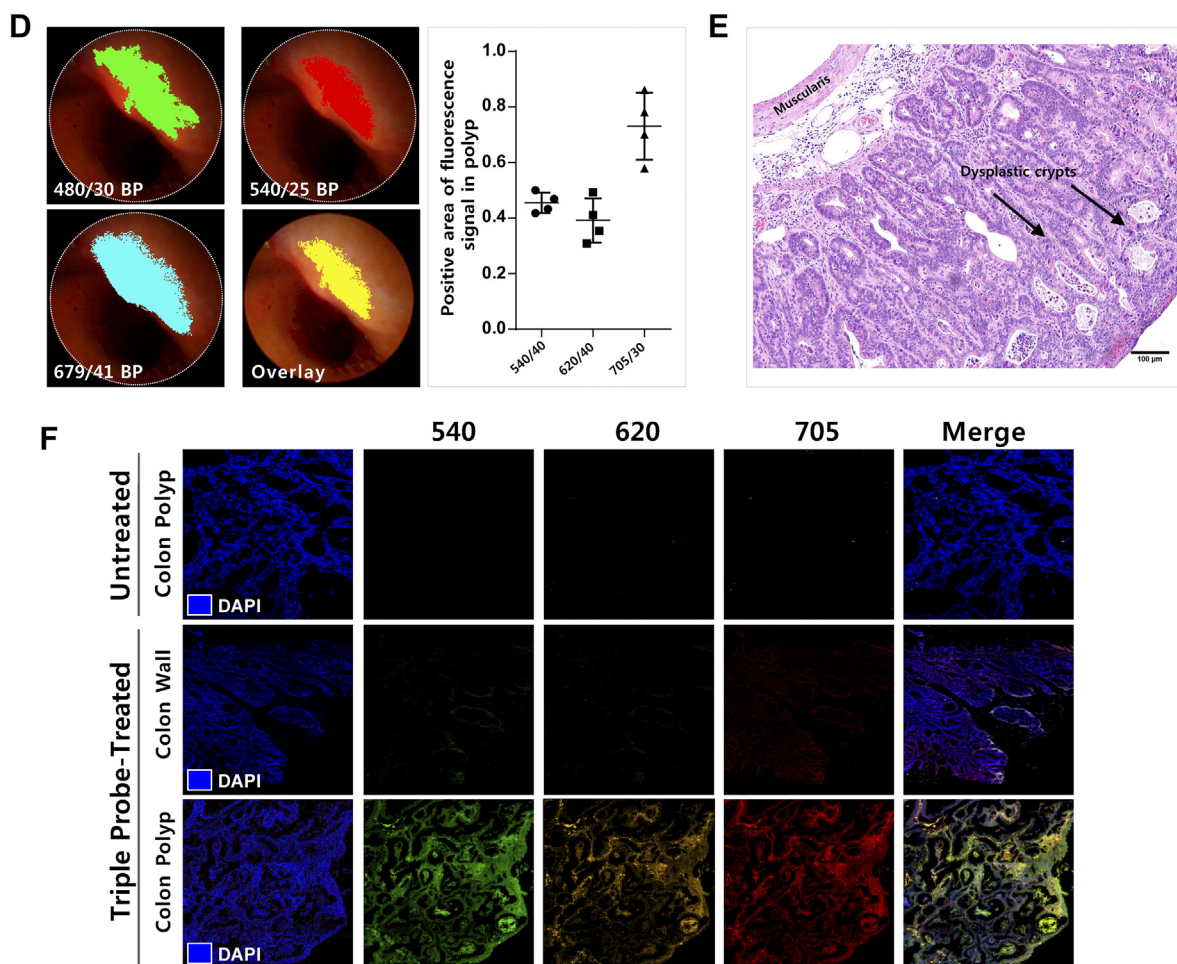 D
480/30 BP
540/25 BP
679/41 BP
Overlay
Positive area of fluorescence
signal in polyp
1.0
0.8
0.6
0.4
0.2
0.0
540/40
620/40
705/30
E
Muscularis
Dysplastic crypts
100 µm
F
540
620
705
Merge
Untreated
Colon Polyp
DAPI
Triple Probe-Treated
Colon Wall
DAPI
Colon Polyp
DAPI